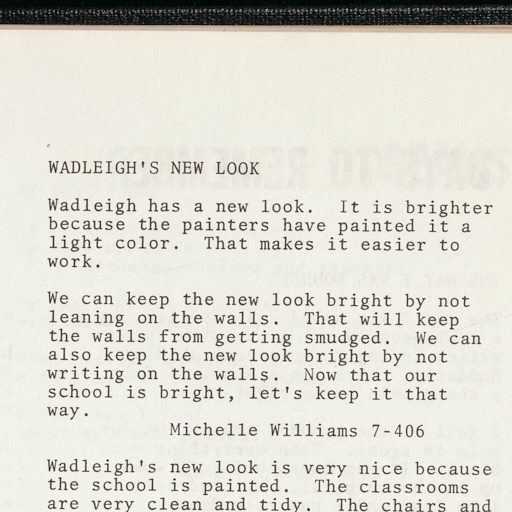 WADLEIGH'S NEW LOOK
Wadleigh has a new look. It is brighter
because the painters have painted it a
light color. That makes it easier to
work.
We can keep the new look bright by not
leaning on the walls. That will keep
the walls from getting smudged. We can
also keep the new look bright by not
writing on the walls. Now that our
school is bright, let's keep it that
way.
Michelle Williams 7-406
Wadleigh's new look is very nice because
the school is painted. The classrooms
are very clean and tidy. The chairs and